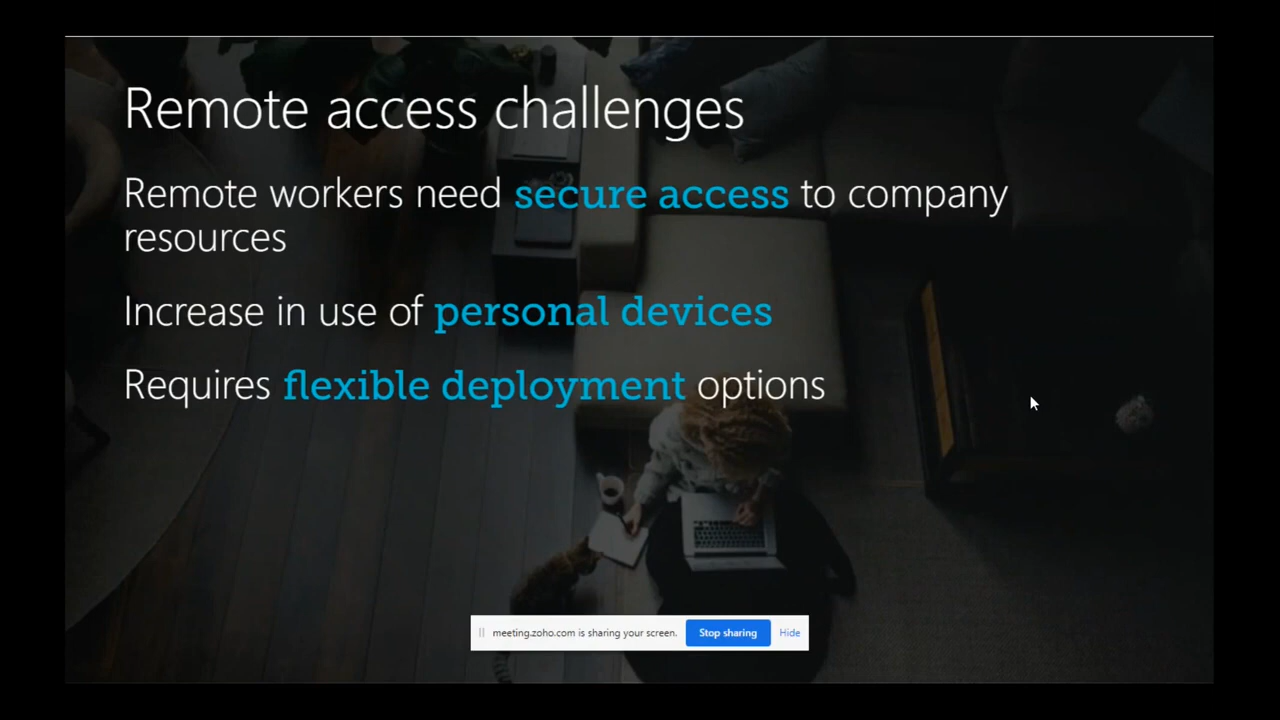 Remote access challenges
Remote workers need secure access to company
resources
Increase in use of personal devices
Requires flexible deployment options
meeting.zoho.com is sharing your screen.
Stop sharing
Hide